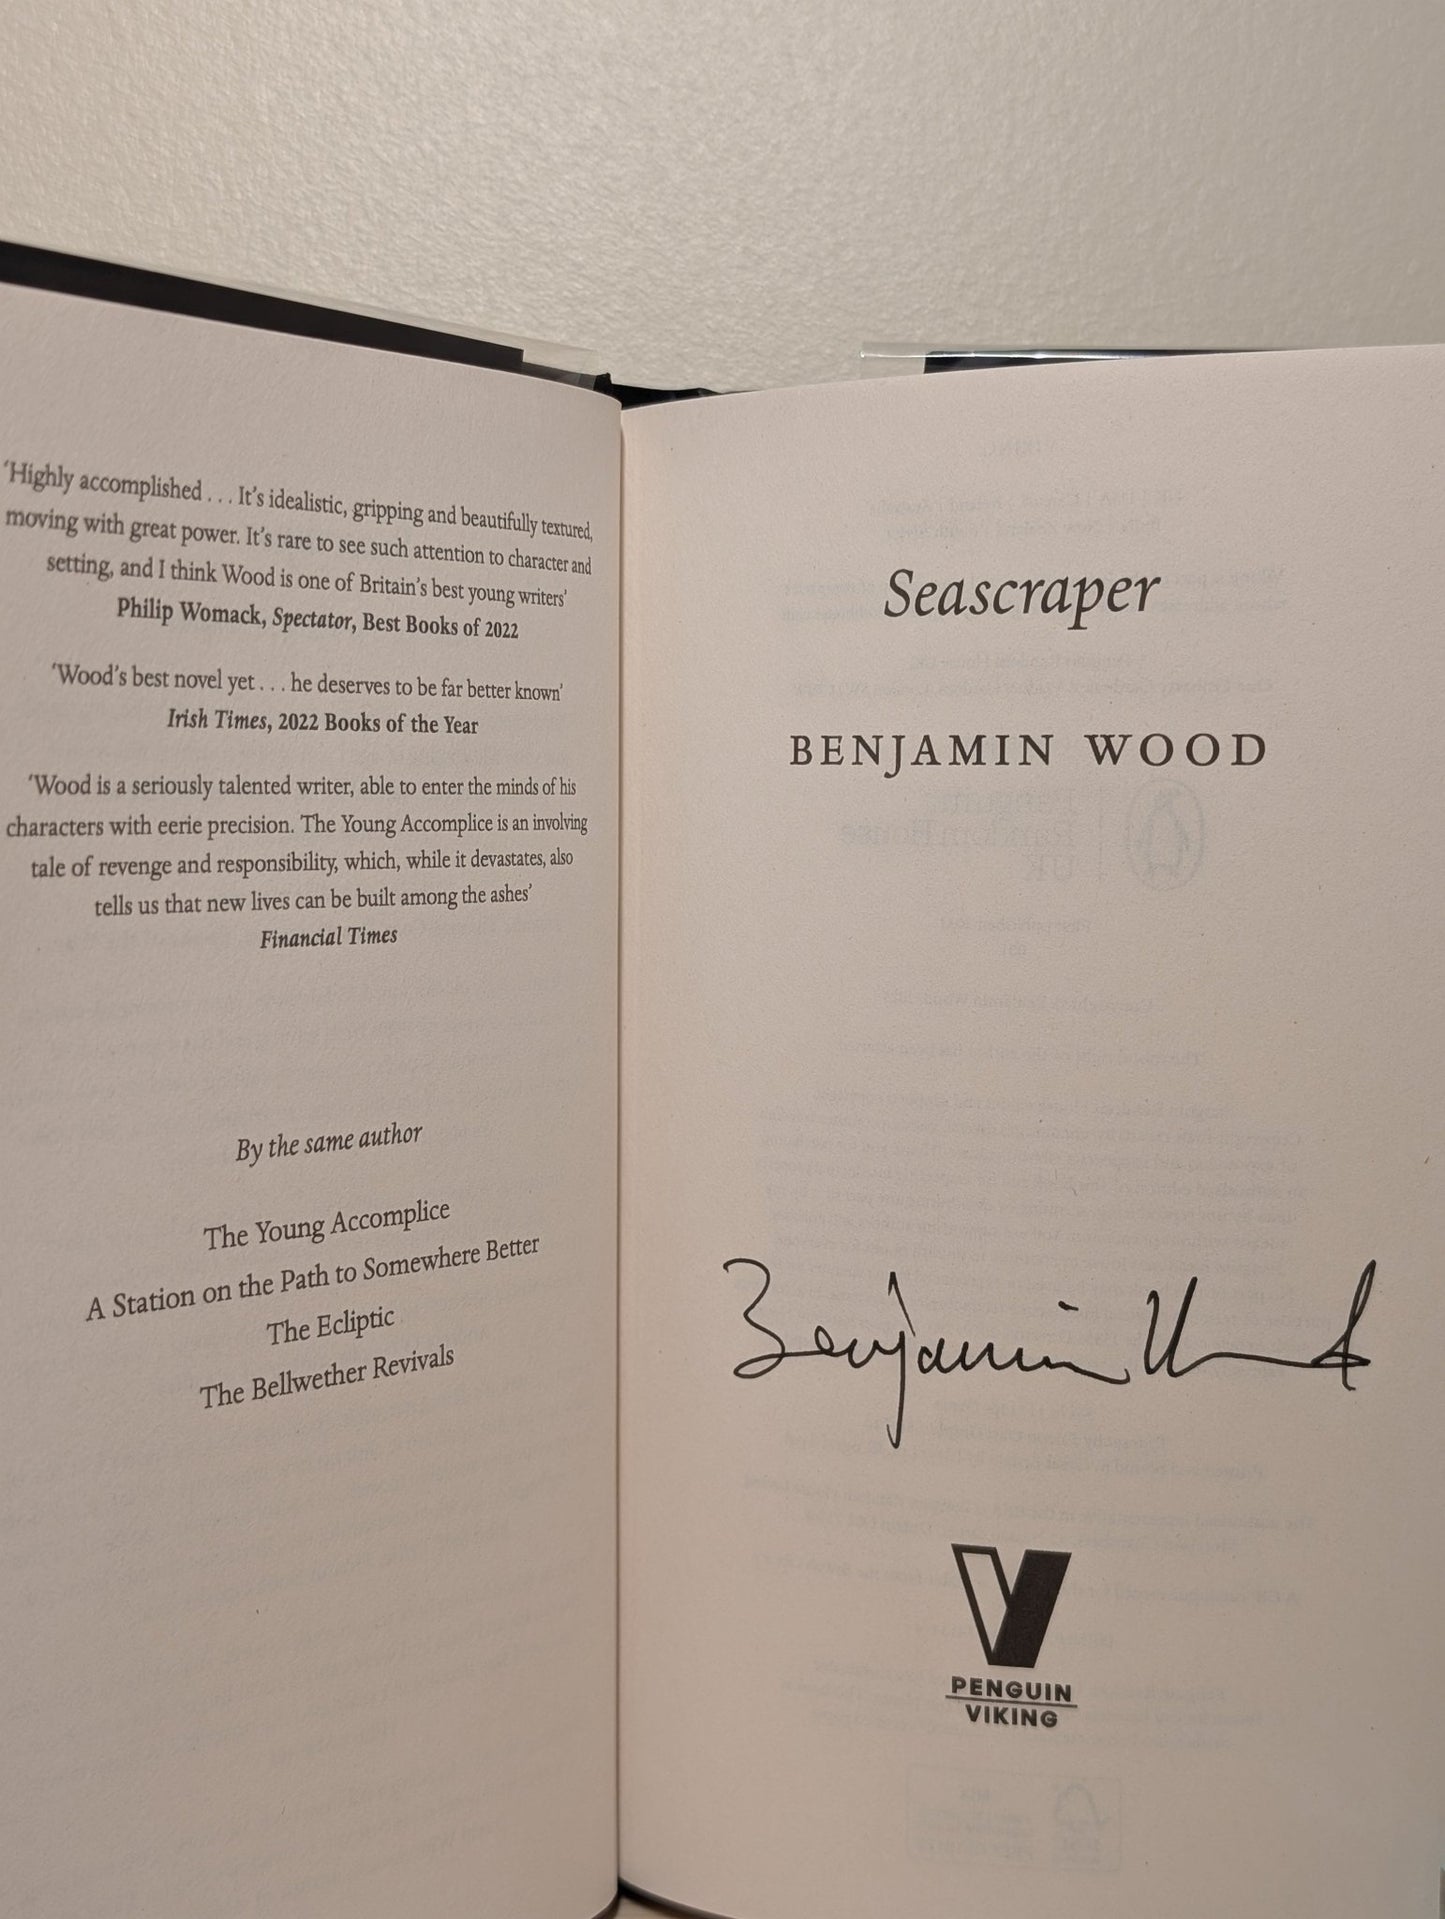 ‘Highly accomplished . . . It’s idealistic, gripping and beautifully textured,
moving with great power. It’s rare to see such attention to character and
setting, and I think Wood is one of Britain’s best young writers’
Philip Womack, Spectator, Best Books of 2022
‘Wood’s best novel yet . . . he deserves to be far better known’
Irish Times, 2022 Books of the Year
‘Wood is a seriously talented writer, able to enter the minds of his
characters with eerie precision. The Young Accomplice is an involving
tale of revenge and responsibility, which, while it devastates, also
tells us that new lives can be built among the ashes’
Financial Times
By the same author
The Young Accomplice
A Station on the Path to Somewhere Better
The Ecliptic
The Bellwether Revivals
Seascraper
BENJAMIN WOOD
Benjamin Wood
PENGUIN
VIKING